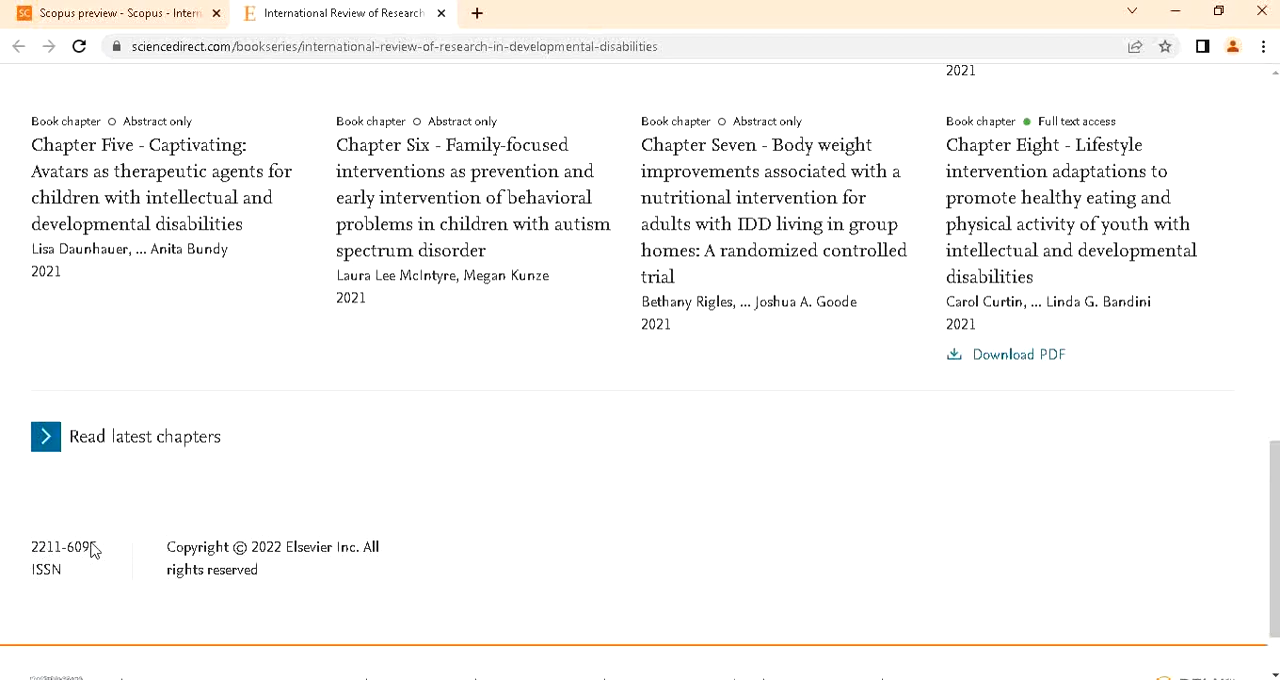 Scopus preview - Scopus - Intern
International Review of Research
sciencedirect.com/bookseries/international-review-of-research-in-developmental-disabilities
2021
Book chapter Abstract only
Chapter Five - Captivating:
Avatars as therapeutic agents for
children with intellectual and
developmental disabilities
Lisa Daunhauer, ... Anita Bundy
2021
Book chapter Abstract only
Chapter Six - Family-focused
interventions as prevention and
early intervention of behavioral
problems in children with autism
spectrum disorder
Laura Lee McIntyre, Megan Kunze
2021
Book chapter Abstract only
Chapter Seven - Body weight
improvements associated with a
nutritional intervention for
adults with IDD living in group
homes: A randomized controlled
trial
Bethany Rigles, ... Joshua A. Goode
2021
Book chapter Full text access
Chapter Eight - Lifestyle
intervention adaptations to
promote healthy eating and
physical activity of youth with
intellectual and developmental
disabilities
Carol Curtin, ... Linda G. Bandini
2021
Download PDF
Read latest chapters
ISSN
Copyright © 2022 Elsevier Inc. All
rights reserved